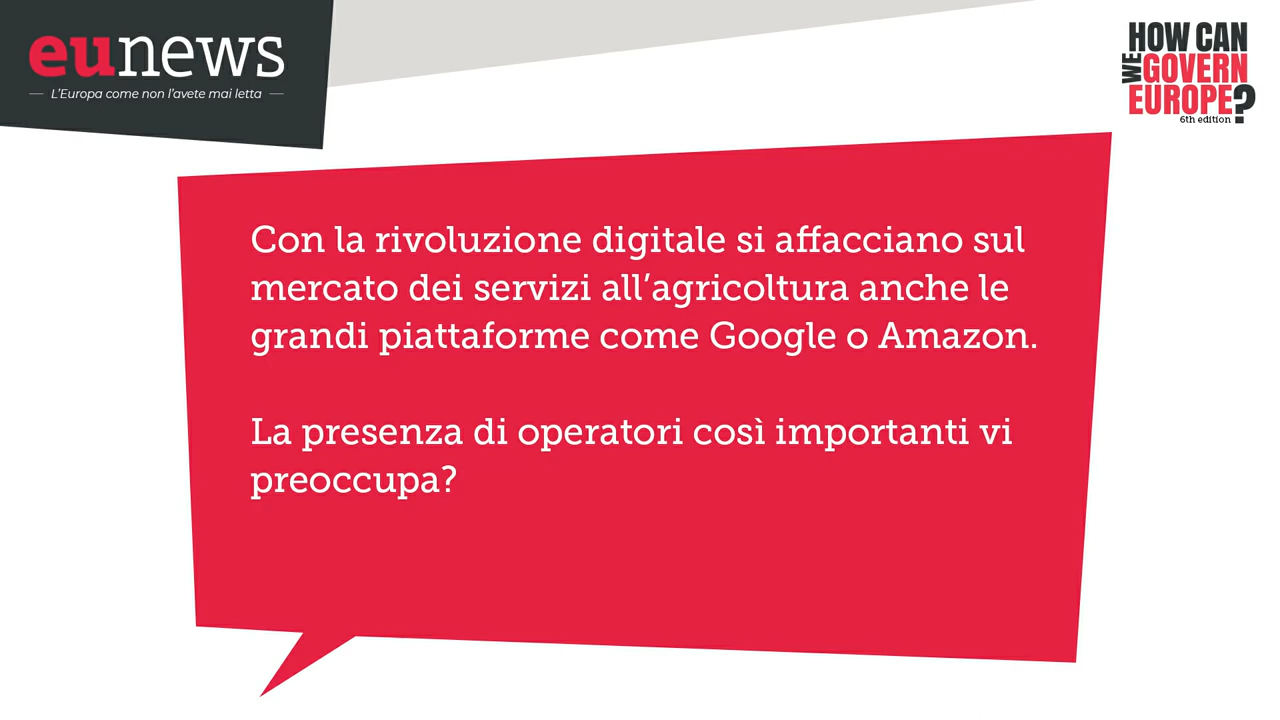 eunews
L'Europa come non l'avete mai letta
HOW CAN
WE GOVERN
EUROPE?
6th edition
Con la rivoluzione digitale si affacciano sul
mercato dei servizi all'agricoltura anche le
grandi piattaforme come Google o Amazon.
La presenza di operatori così importanti vi
preoccupa?